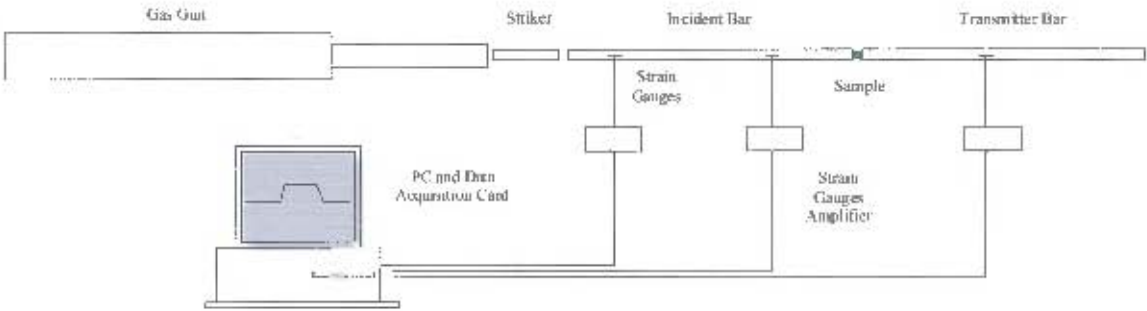 Gas Gun
Striker
Incident Bar
Transmitter Bar
Strain
Gauges
Sample
PC and Data
Acquisition Card
Strain
Gauges
Amplifier